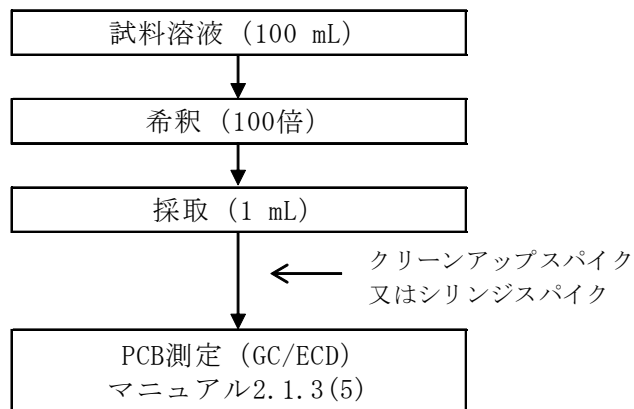 試料溶液 (100 mL)
希釈 (100倍)
採取 (1 mL)
クリーンアップスパイク
又はシリンジスパイク
PCB測定 (GC/ECD)
マニュアル2.1.3(5)